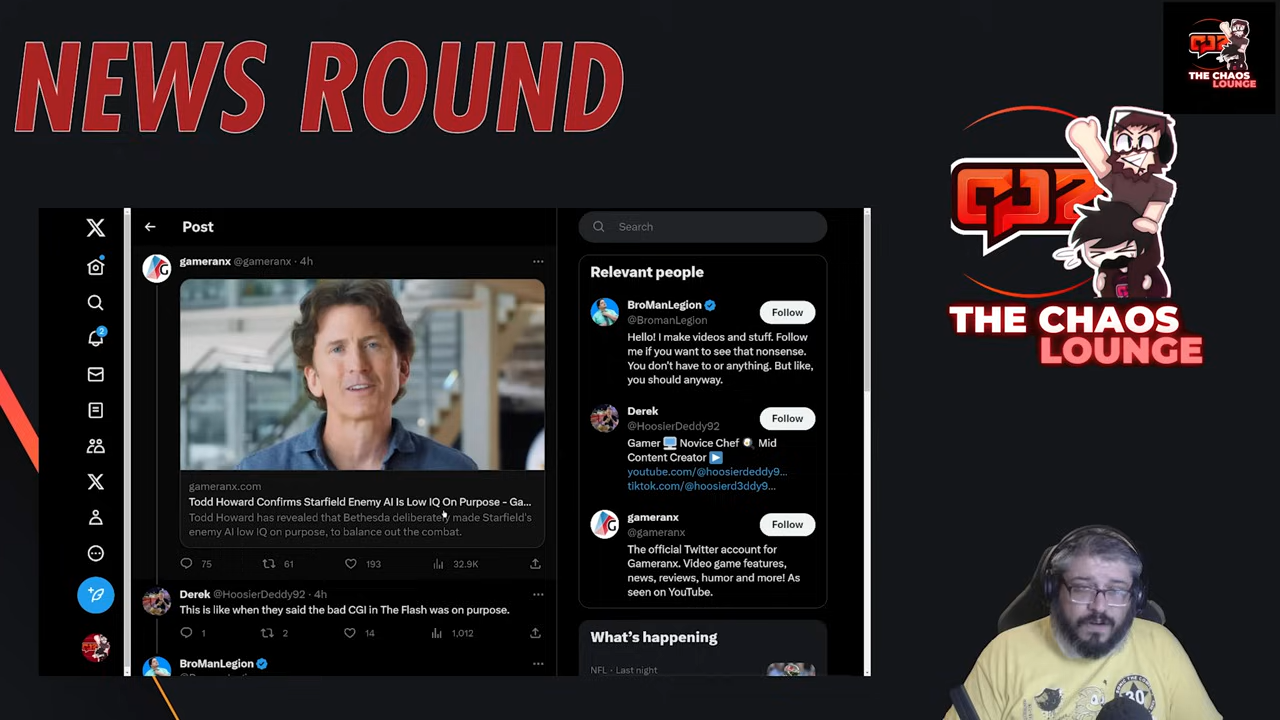 NEWS ROUND
THE CHAOS
LOUNGE
THE CHAOS
LOUNGE
Post
gameranx @gameranx · 4h
gameranx.com
Todd Howard Confirms Starfield Enemy AI Is Low IQ On Purpose - Ga...
Todd Howard has revealed that Bethesda deliberately made Starfield's
enemy AI low IQ on purpose, to balance out the combat.
75 61 193 32.9K
Derek @HoosierDeddy92 · 4h
This is like when they said the bad CGI in The Flash was on purpose.
1 2 14 1,012
BroManLegion
2
Search
Relevant people
BroManLegion
@BromanLegion
Follow
Hello! I make videos and stuff. Follow
me if you want to see that nonsense.
You don't have to or anything. But like,
you should anyway.
Derek
@HoosierDeddy92
Follow
Gamer Novice Chef Mid
Content Creator
youtube.com/@hoosierdeddy9...
tiktok.com/@hoosierd3ddy9...
gameranx
@gameranx
Follow
The official Twitter account for
Gameranx. Video game features,
news, reviews, humor and more! As
seen on YouTube.
What's happening
NFL · Last night
30